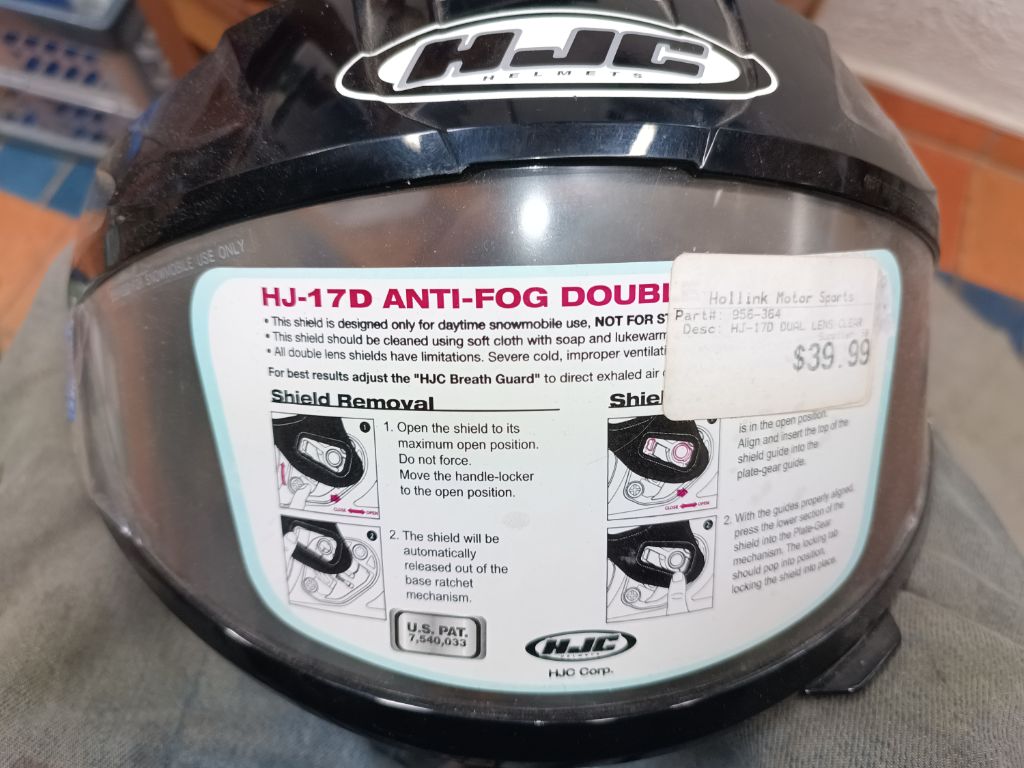 HJC
HELMETS
SNOWMOBILE USE ONLY
HJ-17D ANTI-FOG DOUBL
• This shield is designed only for daytime snowmobile use, NOT FOR ST
• This shield should be cleaned using soft cloth with soap and lukewarm
• All double lens shields have limitations. Severe cold, improper ventilati
For best results adjust the "HJC Breath Guard" to direct exhaled air
Hollink Motor Sports
Part#: 956-364
Desc: HJ-17D DUAL LENS CLEAR
$39.99
Shield Removal
1. Open the shield to its
maximum open position.
Do not force.
Move the handle-locker
to the open position.
1
CLOSE OPEN
2. The shield will be
automatically
released out of the
base ratchet
mechanism.
2
Shiel
is in the open position.
Align and insert the top of the
shield guide into the
plate-gear guide.
1
CLOSE OPEN
2. With the guides properly aligned,
press the lower section of the
shield into the Plate-Gear
mechanism. The locking tab
should pop into position,
locking the shield into place.
2
U.S. PAT.
7,540,033
HJC
HELMETS
HJC Corp.